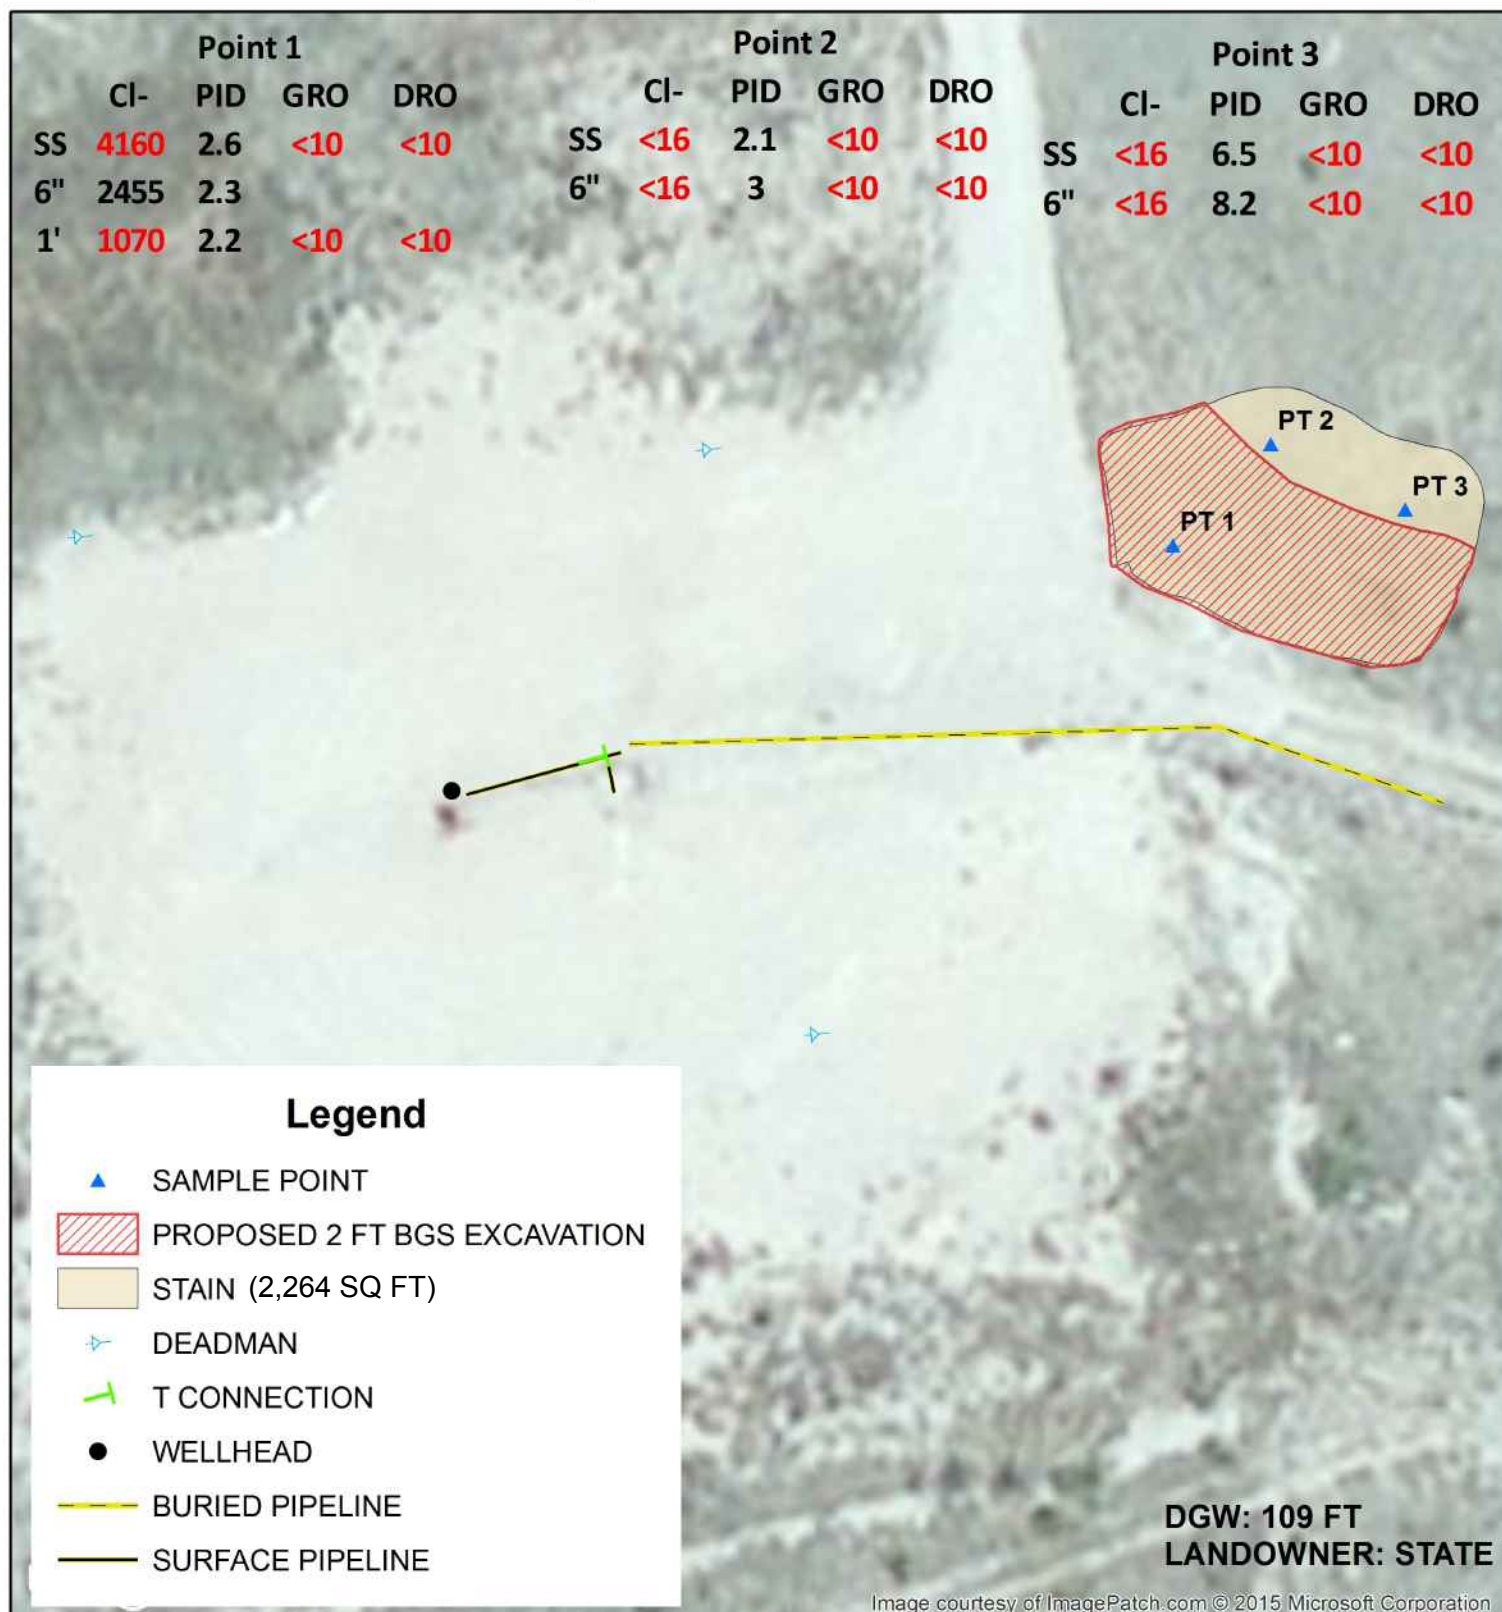 Point 1
Cl- PID GRO DRO
SS 4160 2.6 <10 <10
6" 2455 2.3
1' 1070 2.2 <10 <10
Point 2
Cl- PID GRO DRO
SS <16 2.1 <10 <10
6" <16 3 <10 <10
Point 3
Cl- PID GRO DRO
SS <16 6.5 <10 <10
6" <16 8.2 <10 <10
PT 2
PT 3
PT 1
Legend
SAMPLE POINT
PROPOSED 2 FT BGS EXCAVATION
STAIN (2,264 SQ FT)
DEADMAN
T CONNECTION
WELLHEAD
BURIED PIPELINE
SURFACE PIPELINE
DGW: 109 FT
LANDOWNER: STATE
Image courtesy of ImagePatch.com © 2015 Microsoft Corporation